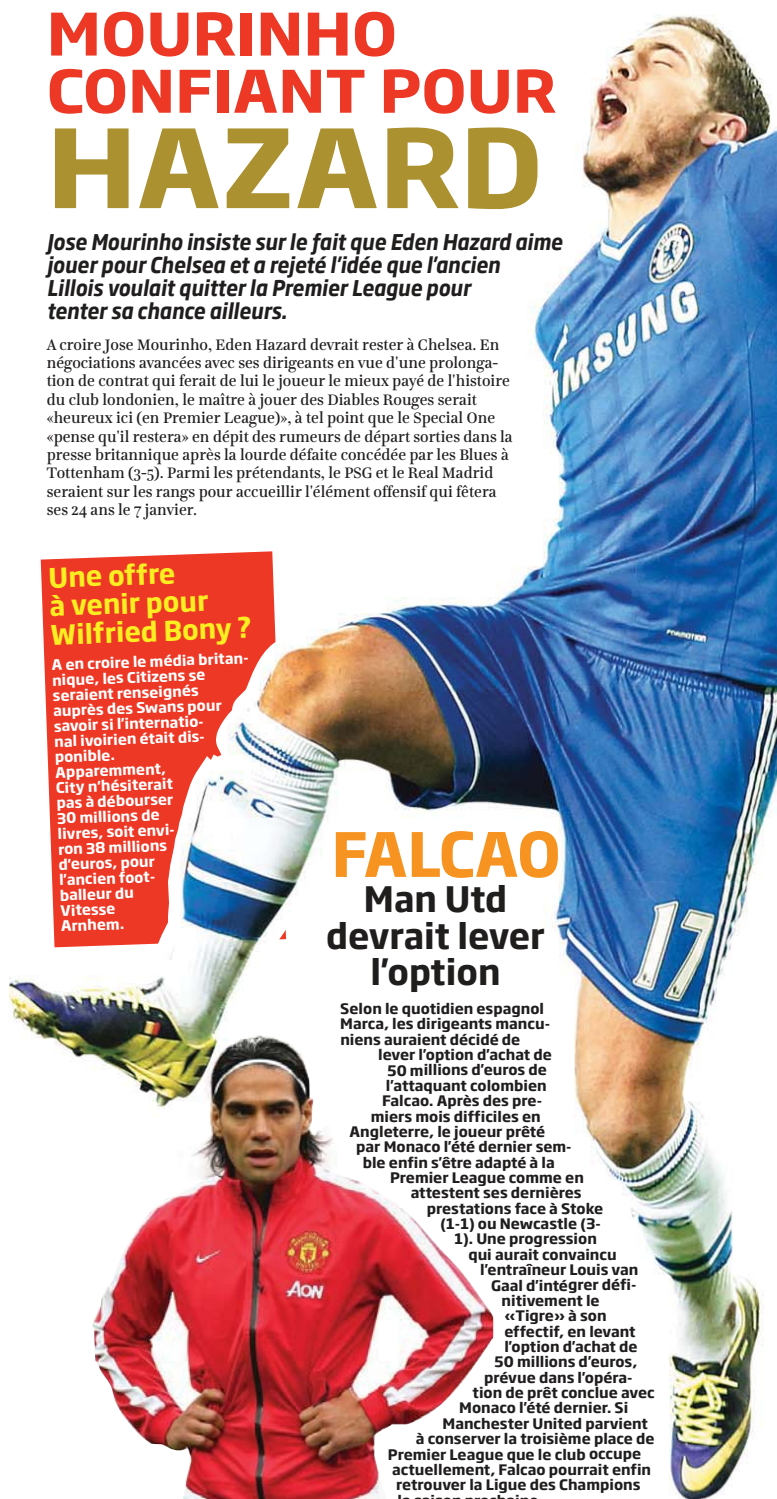 MOURINHO
CONFIANT POUR
HAZARD
Jose Mourinho insiste sur le fait que Eden Hazard aime
jouer pour Chelsea et a rejeté l'idée que l'ancien
Lillois voulait quitter la Premier League pour
tenter sa chance ailleurs.
A croire Jose Mourinho, Eden Hazard devrait rester à Chelsea. En
négociations avancées avec ses dirigeants en vue d'une prolonga-
tion de contrat qui ferait de lui le joueur le mieux payé de l'histoire
du club londonien, le maître à jouer des Diables Rouges serait
«heureux ici (en Premier League)», à tel point que le Special One
«pense qu'il restera» en dépit des rumeurs de départ sorties dans la
presse britannique après la lourde défaite concédée par les Blues à
Tottenham (3-5). Parmi les prétendants, le PSG et le Real Madrid
seraient sur les rangs pour accueillir l'élément offensif qui fêtera
ses 24 ans le 7 janvier.
Une offre
à venir pour
Wilfried Bony ?
A en croire le média britan-
nique, les Citizens se
seraient renseignés
auprès des Swans pour
savoir si l'internatio-
nal ivoirien était dis-
ponible.
Apparemment,
City n'hésiterait
pas à débourser
30 millions de
livres, soit envi-
ron 38 millions
d'euros, pour
l'ancien foot-
balleur du
Vitesse
Arnhem.
FALCAO
Man Utd
devrait lever
l'option
Selon le quotidien espagnol
Marca, les dirigeants mancu-
niens auraient décidé de
lever l'option d'achat de
50 millions d'euros de
l'attaquant colombien
Falcao. Après des pre-
miers mois difficiles en
Angleterre, le joueur prêté
par Monaco l'été dernier sem-
ble enfin s'être adapté à la
Premier League comme en
attestent ses dernières
prestations face à Stoke
(1-1) ou Newcastle (3-
1). Une progression
qui aurait convaincu
l'entraîneur Louis van
Gaal d'intégrer défi-
nitivement le
«Tigre» à son
effectif, en levant
l'option d'achat de
50 millions d'euros,
prévue dans l'opéra-
tion de prêt conclue avec
Monaco l'été dernier. Si
Manchester United parvient
à conserver la troisième place de
Premier League que le club occupe
actuellement, Falcao pourrait enfin
retrouver la Ligue des Champions
la saison prochaine.
AMSUNG
FORMOTION
CFC
17
AON
MANCHESTER
UNITED